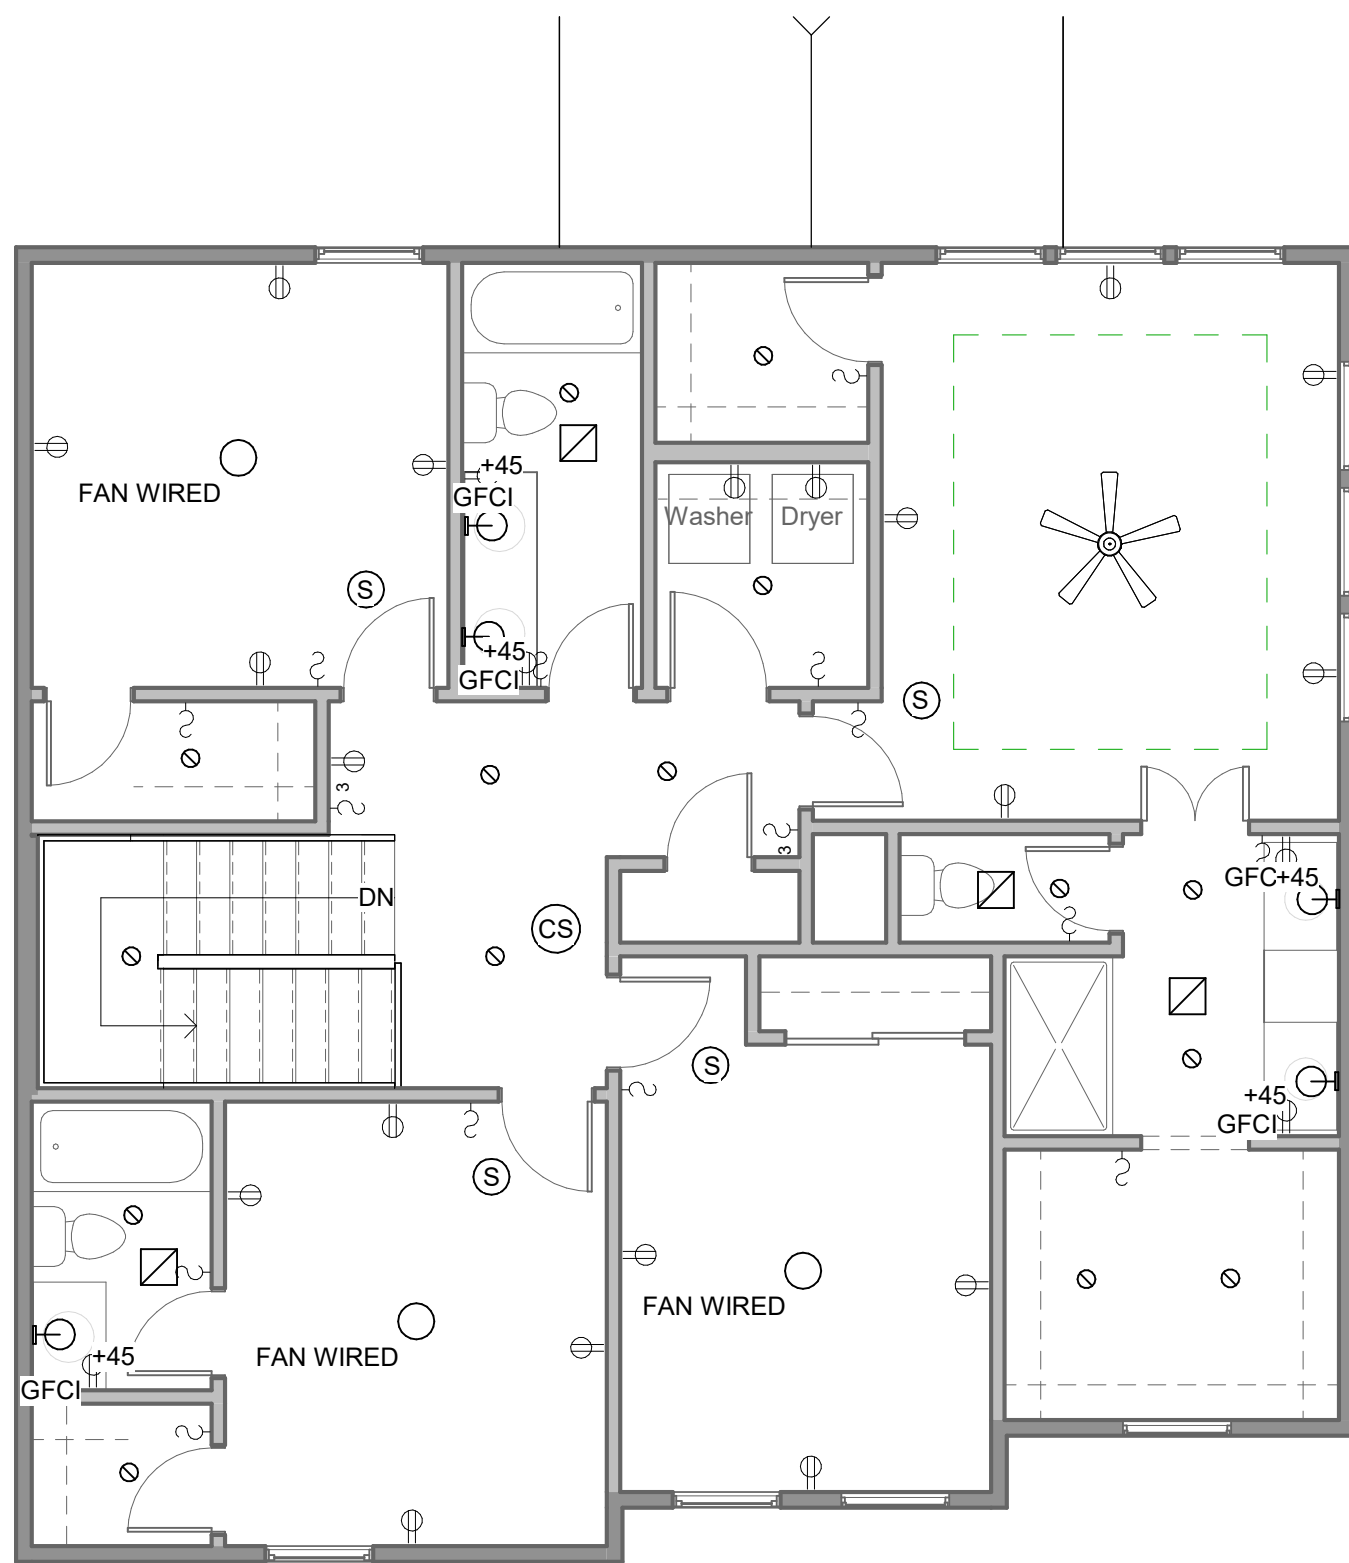 +45
GFCI
FAN WIRED
Washer
Dryer
S
+45
GFCI
S
3
3
DN
GFC+45
CS
S
+45
GFCI
S
FAN WIRED
+45
FAN WIRED
GFCI